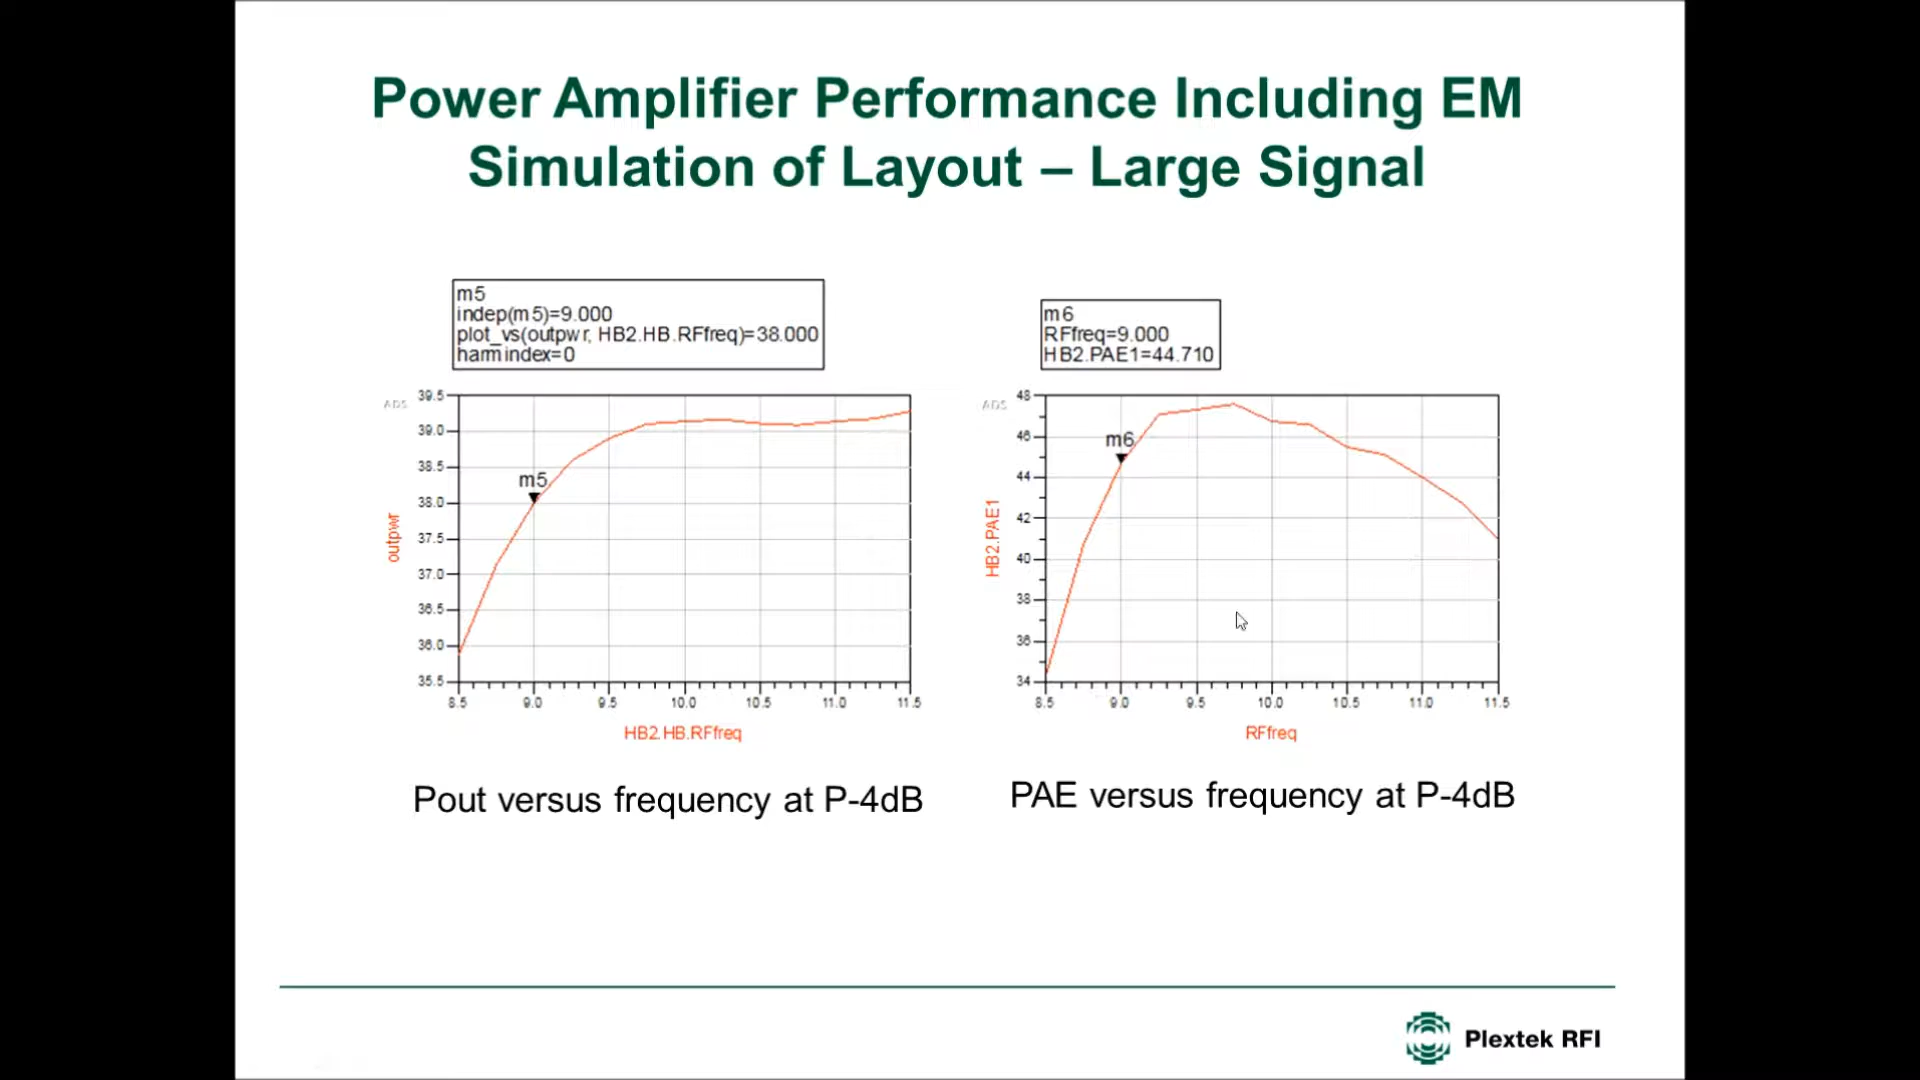 Power Amplifier Performance Including EM
Simulation of Layout – Large Signal
m5
indep(m5)=9.000
plot_vs(outpwr, HB2.HB.RFfreq)=38.000
harmindex=0
m6
RFfreq=9.000
HB2.PAE1=44.710
ADS
39.5
39.0
38.5
38.0
37.5
37.0
36.5
36.0
35.5
m5
outpwr
8.5 9.0 9.5 10.0 10.5 11.0 11.5
HB2.HB.RFfreq
ADS
48
46
44
42
40
38
36
34
m6
HB2.PAE1
8.5 9.0 9.5 10.0 10.5 11.0 11.5
RFfreq
Pout versus frequency at P-4dB
PAE versus frequency at P-4dB
Plextek RFI